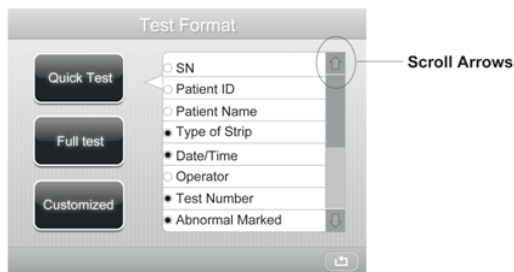 Test Format
Quick Test
Full test
Customized
SN
Patient ID
Patient Name
Type of Strip
Date/Time
Operator
Test Number
Abnormal Marked
Scroll Arrows